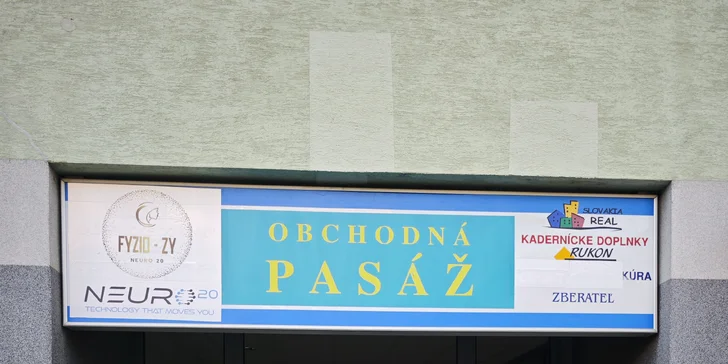 FYZIO·ZY
NEURO·20
NEURO20
TECHNOLOGY THAT MOVES YOU
OBCHODNÁ
PASÁŽ
SLOVAKIA
REAL
KADERNÍCKE DOPLNKY
RUKON
KÚRA
ZBERATEĽ